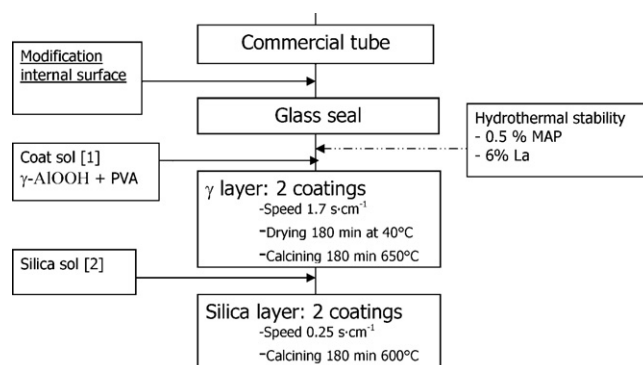 Commercial tube
Modification
internal surface
Glass seal
Hydrothermal stability
- 0.5 % MAP
- 6% La
Coat sol [1]
γ-AlOOH + PVA
γ layer: 2 coatings
-Speed 1.7 s·cm⁻¹
-Drying 180 min at 40°C
-Calcining 180 min 650°C
Silica sol [2]
Silica layer: 2 coatings
-Speed 0.25 s·cm⁻¹
-Calcining 180 min 600°C